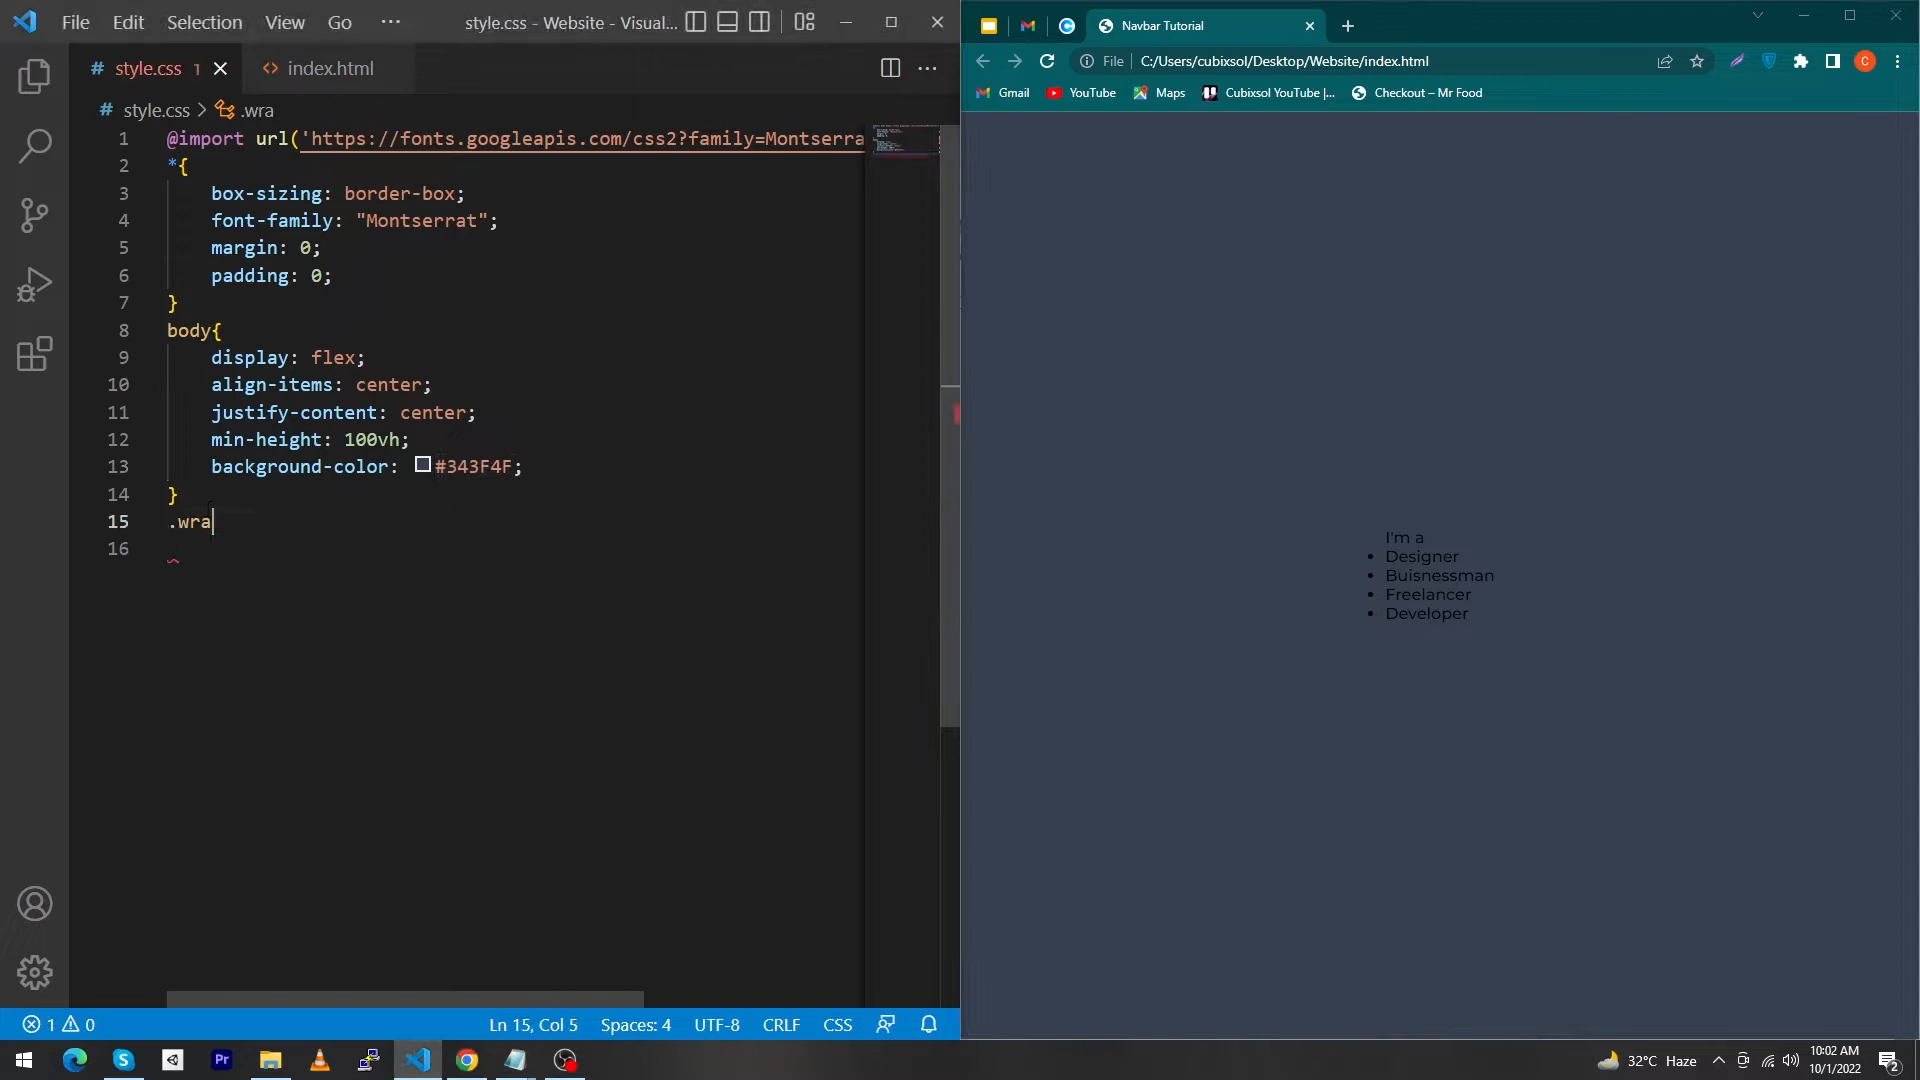 File Edit Selection View Go ··· style.css - Website - Visual...
# style.css 1 index.html
# style.css > .wra
1 @import url('https://fonts.googleapis.com/css2?family=Montserra
2 *{
3 box-sizing: border-box;
4 font-family: "Montserrat";
5 margin: 0;
6 padding: 0;
7 }
8 body{
9 display: flex;
10 align-items: center;
11 justify-content: center;
12 min-height: 100vh;
13 background-color: #343F4F;
14 }
15 .wra
16
1 0 Ln 15, Col 5 Spaces: 4 UTF-8 CRLF CSS
Navbar Tutorial
File C:/Users/cubixsol/Desktop/Website/index.html C
Gmail YouTube Maps Cubixsol YouTube |... Checkout – Mr Food
I'm a
• Designer
• Buisnessman
• Freelancer
• Developer
Pr 32°C Haze 10:02 AM
10/1/2022 2